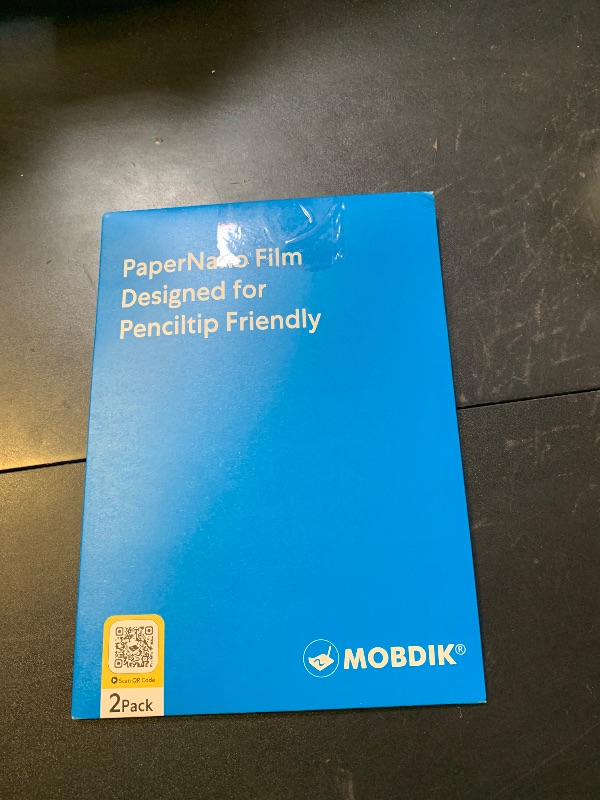 PaperNano Film
Designed for
Penciltip Friendly
Scan QR Code
2Pack
MOBDIK®